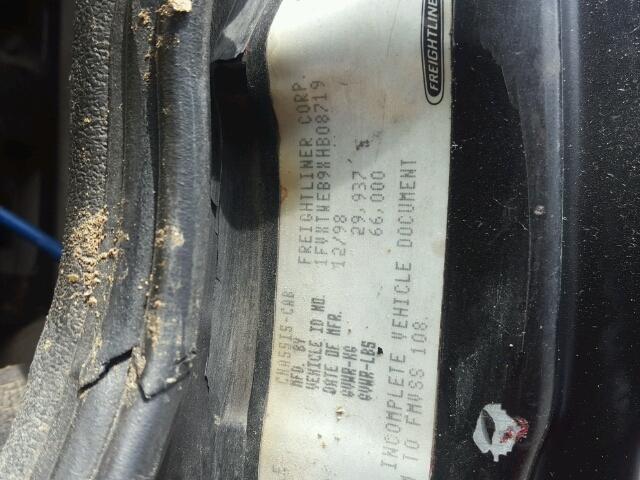 FREIGHTLINER
CHASSIS-CAB
MFD. BY FREIGHTLINER CORP.
VEHICLE ID NO. 1FVXTWEB9XHB08719
DATE OF MFR. 12/98
GVWR-KG 29,937
GVWR-LBS 66,000
INCOMPLETE VEHICLE DOCUMENT
TO FMVSS 108